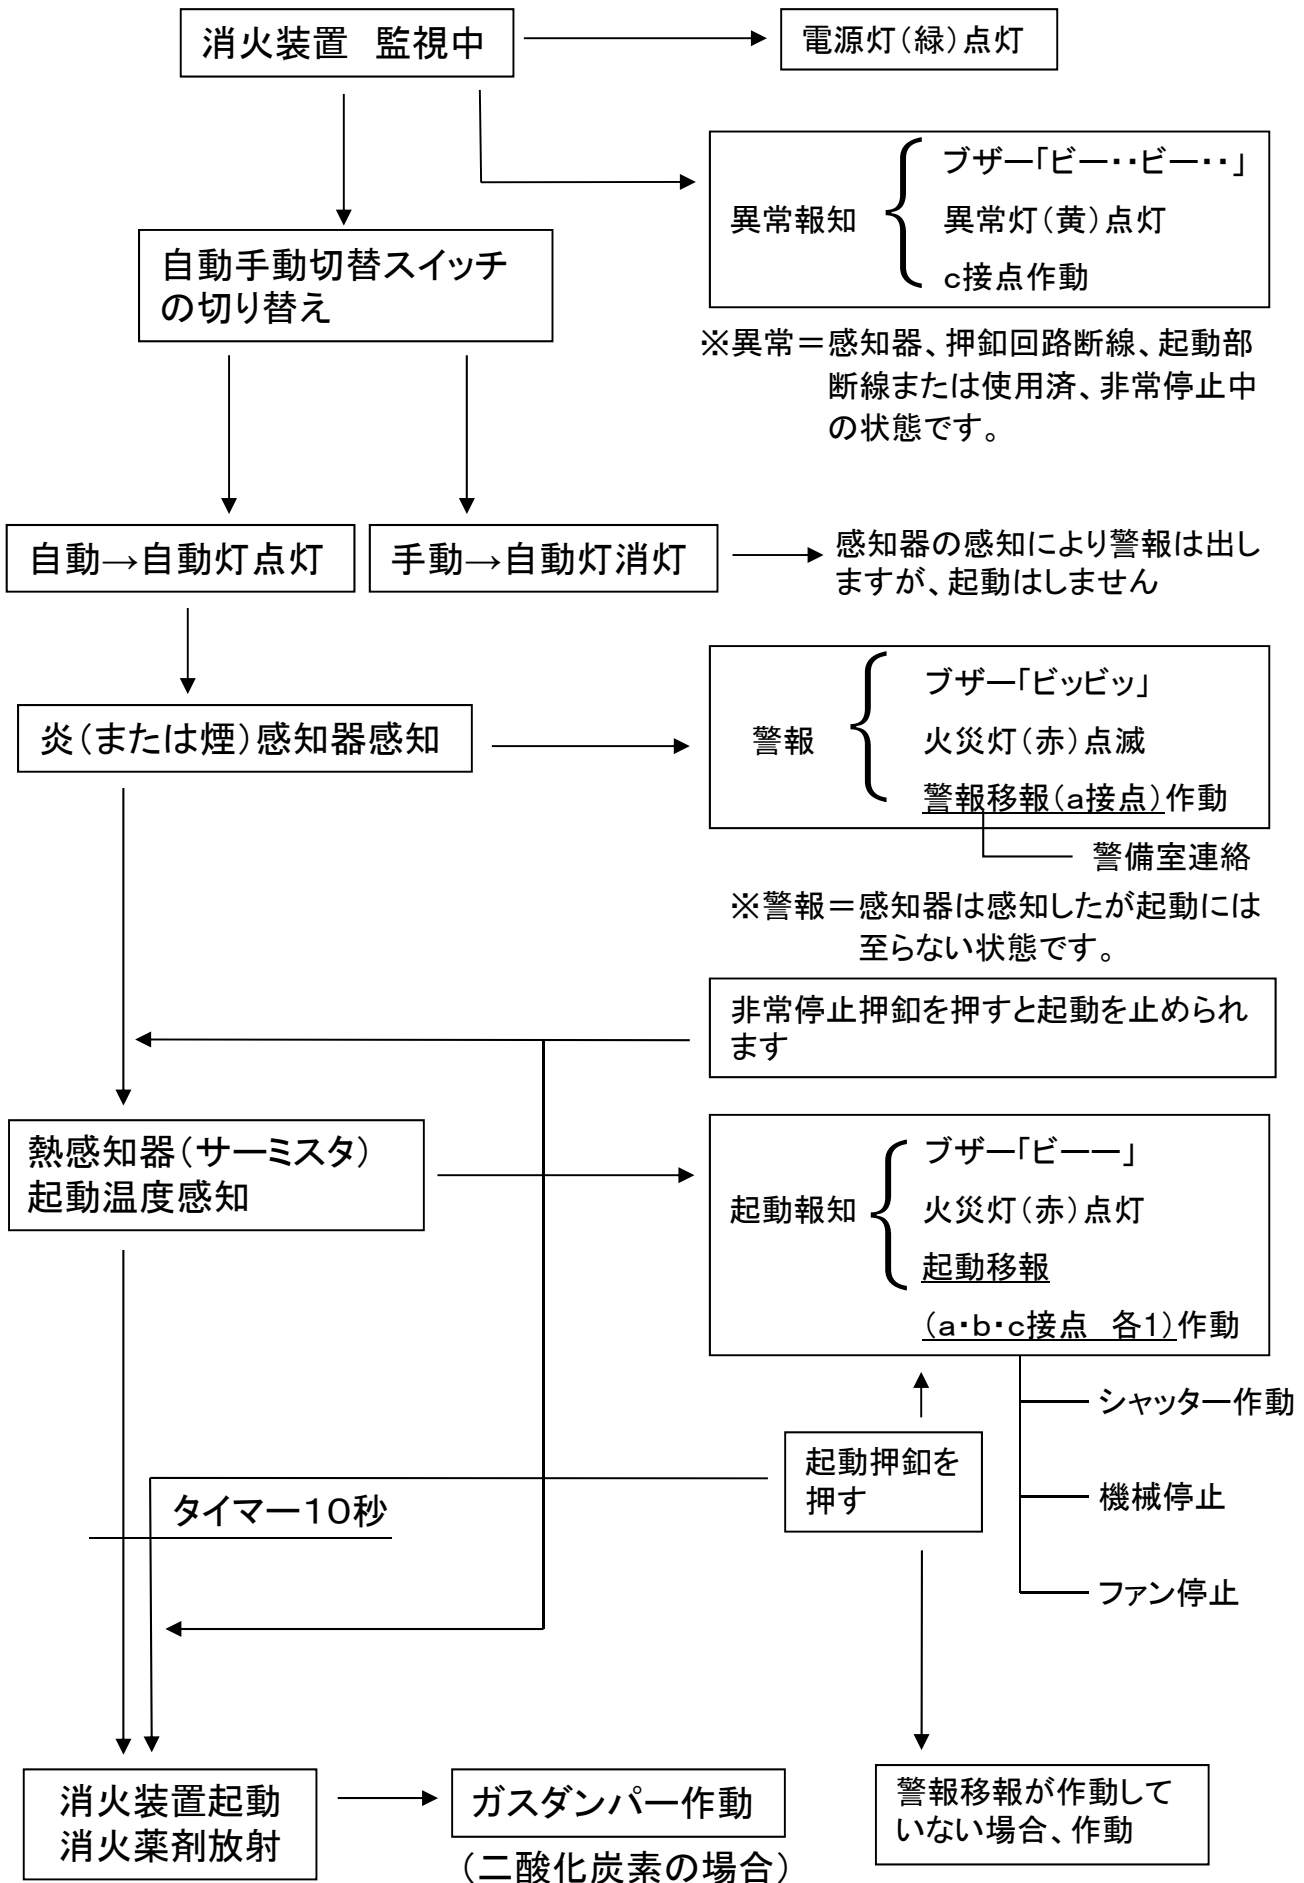 消火装置　監視中
電源灯（緑）点灯
ブザー「ビー・・ビー・・」
異常報知
異常灯（黄）点灯
c接点作動
自動手動切替スイッチ
の切り替え
※異常＝感知器、押釦回路断線、起動部
断線または使用済、非常停止中
の状態です。
自動→自動灯点灯
手動→自動灯消灯
感知器の感知により警報は出し
ますが、起動はしません
炎（または煙）感知器感知
ブザー「ビッビッ」
警報
火災灯（赤）点滅
警報移報（a接点）作動
警備室連絡
※警報＝感知器は感知したが起動には
至らない状態です。
非常停止押釦を押すと起動を止められ
ます
熱感知器（サーミスタ）
起動温度感知
ブザー「ビーー」
起動報知
火災灯（赤）点灯
起動移報
（a・b・c接点　各1）作動
シャッター作動
起動押釦を
押す
機械停止
タイマー10秒
ファン停止
消火装置起動
消火薬剤放射
ガスダンパー作動
（二酸化炭素の場合）
警報移報が作動して
いない場合、作動